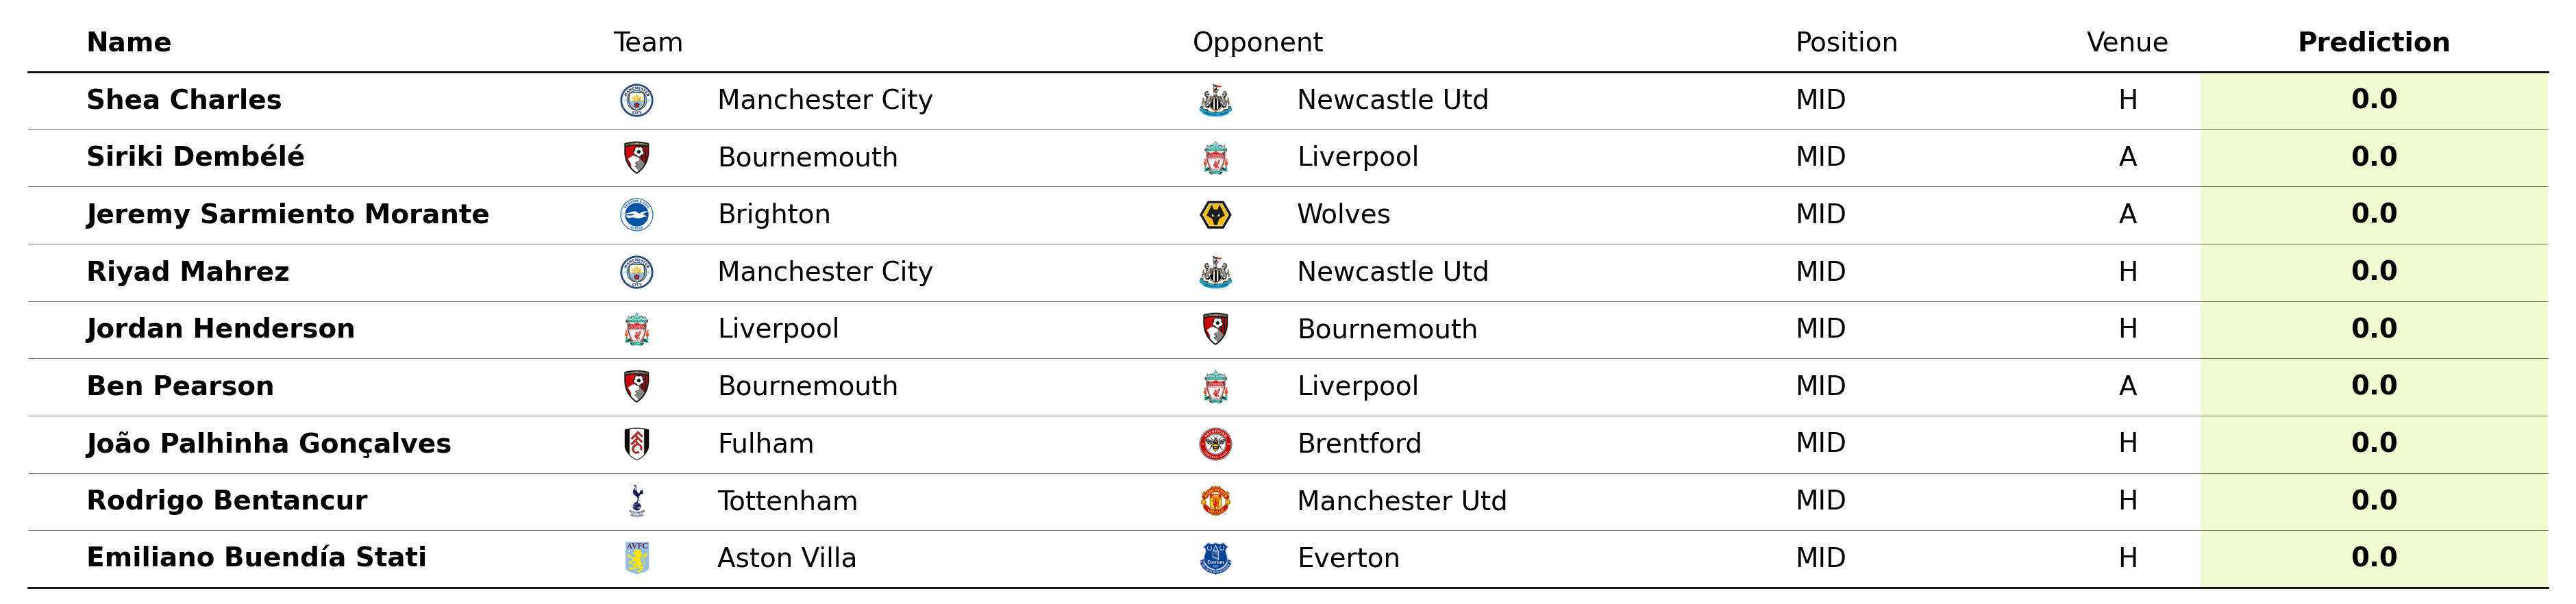 Name Team Opponent Position Venue Prediction
Shea Charles Manchester City Newcastle Utd MID H 0.0
Siriki Dembélé Bournemouth Liverpool MID A 0.0
Jeremy Sarmiento Morante Brighton Wolves MID A 0.0
Riyad Mahrez Manchester City Newcastle Utd MID H 0.0
Jordan Henderson Liverpool Bournemouth MID H 0.0
Ben Pearson Bournemouth Liverpool MID A 0.0
João Palhinha Gonçalves Fulham Brentford MID H 0.0
Rodrigo Bentancur Tottenham Manchester Utd MID H 0.0
Emiliano Buendía Stati Aston Villa Everton MID H 0.0